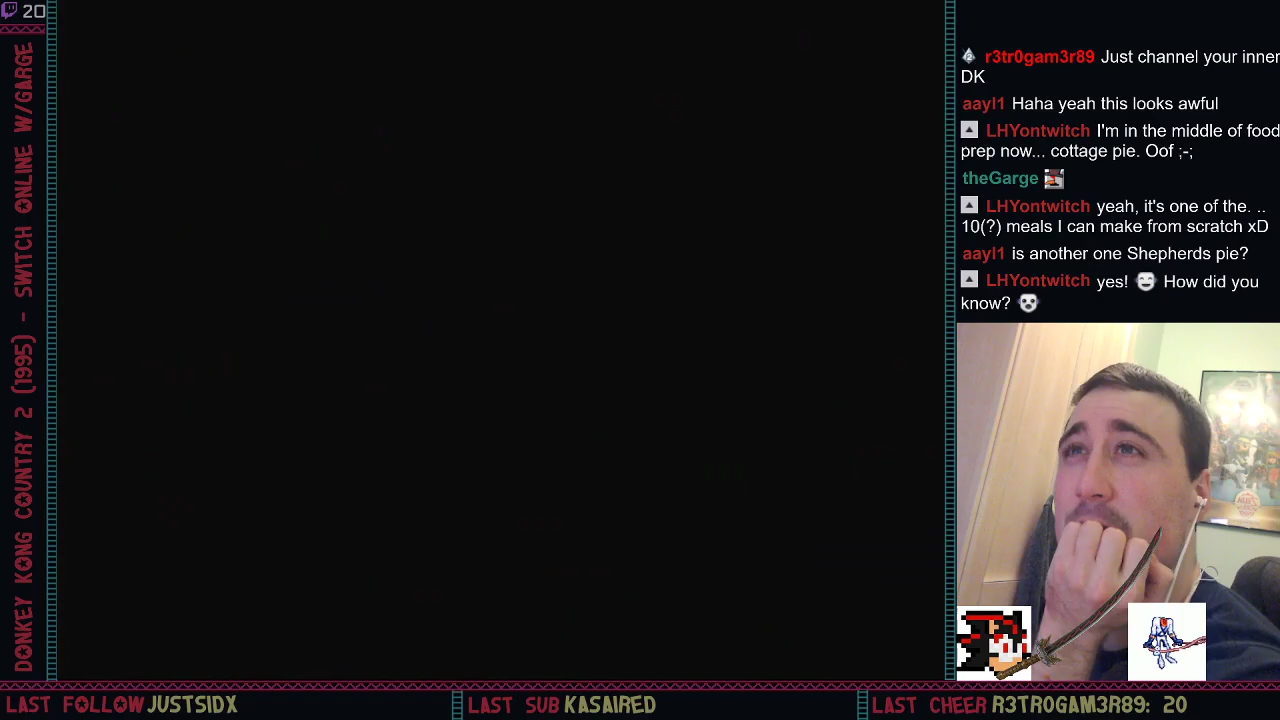 20
DONKEY KONG COUNTRY 2 (1995) - SWITCH ONLINE W/GARGE
r3tr0gam3r89 Just channel your inner
DK
aayl1 Haha yeah this looks awful
LHYontwitch I'm in the middle of food
prep now... cottage pie. Oof ;-;
theGarge
LHYontwitch yeah, it's one of the. ..
10(?) meals I can make from scratch xD
aayl1 is another one Shepherds pie?
LHYontwitch yes! How did you
know?
LAST FOLLOW JUSTSIDX
LAST SUB KASAIRED
LAST CHEER R3TR0GAM3R89: 20